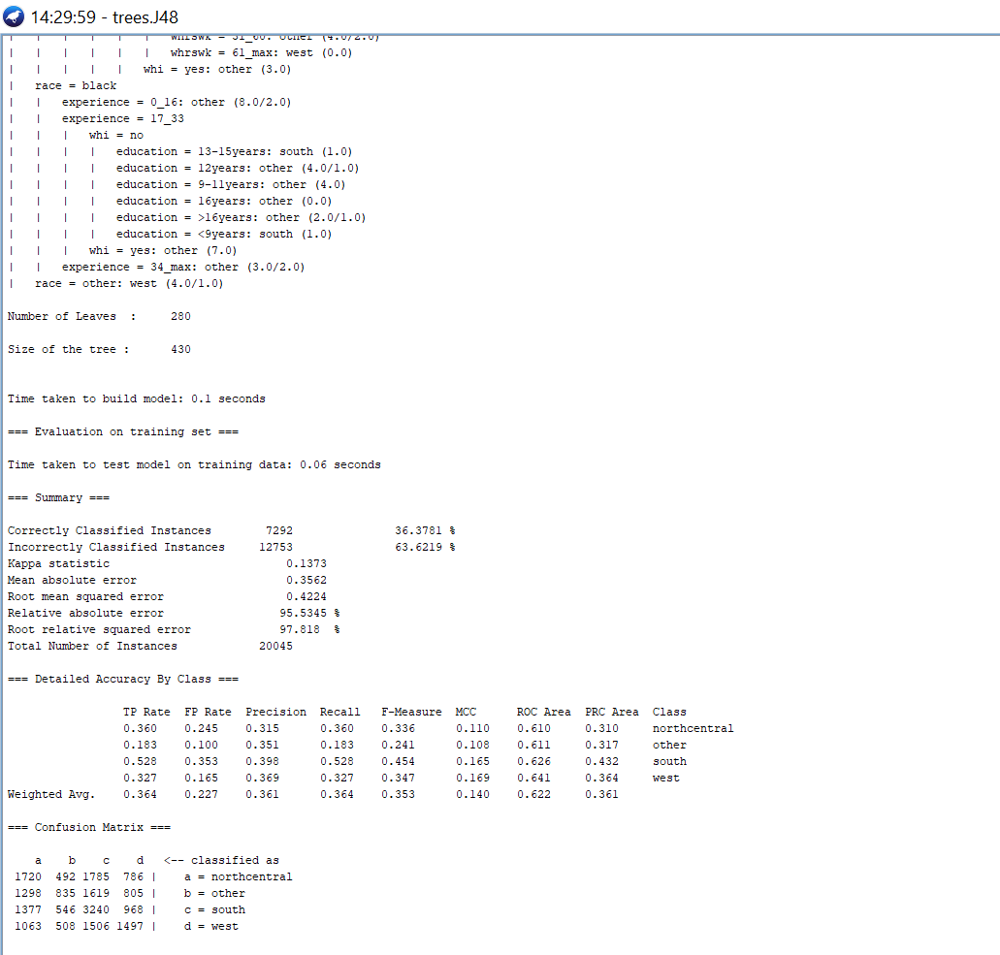 14:29:59 - trees.J48
| | | | | | whrswk = 31_60: other (4.0/2.0)
| | | | | | whrswk = 61_max: west (0.0)
| | | | | whi = yes: other (3.0)
| race = black
| | experience = 0_16: other (8.0/2.0)
| | experience = 17_33
| | | whi = no
| | | | education = 13-15years: south (1.0)
| | | | education = 12years: other (4.0/1.0)
| | | | education = 9-11years: other (4.0)
| | | | education = 16years: other (0.0)
| | | | education = >16years: other (2.0/1.0)
| | | | education = <9years: south (1.0)
| | | whi = yes: other (7.0)
| | experience = 34_max: other (3.0/2.0)
| race = other: west (4.0/1.0)
Number of Leaves : 280
Size of the tree : 430
Time taken to build model: 0.1 seconds
=== Evaluation on training set ===
Time taken to test model on training data: 0.06 seconds
=== Summary ===
Correctly Classified Instances 7292 36.3781 %
Incorrectly Classified Instances 12753 63.6219 %
Kappa statistic 0.1373
Mean absolute error 0.3562
Root mean squared error 0.4224
Relative absolute error 95.5345 %
Root relative squared error 97.818 %
Total Number of Instances 20045
=== Detailed Accuracy By Class ===
TP Rate FP Rate Precision Recall F-Measure MCC ROC Area PRC Area Class
0.360 0.245 0.315 0.360 0.336 0.110 0.610 0.310 northcentral
0.183 0.100 0.351 0.183 0.241 0.108 0.611 0.317 other
0.528 0.353 0.398 0.528 0.454 0.165 0.626 0.432 south
0.327 0.165 0.369 0.327 0.347 0.169 0.641 0.364 west
Weighted Avg. 0.364 0.227 0.361 0.364 0.353 0.140 0.622 0.361
=== Confusion Matrix ===
a b c d <-- classified as
1720 492 1785 786 | a = northcentral
1298 835 1619 805 | b = other
1377 546 3240 968 | c = south
1063 508 1506 1497 | d = west